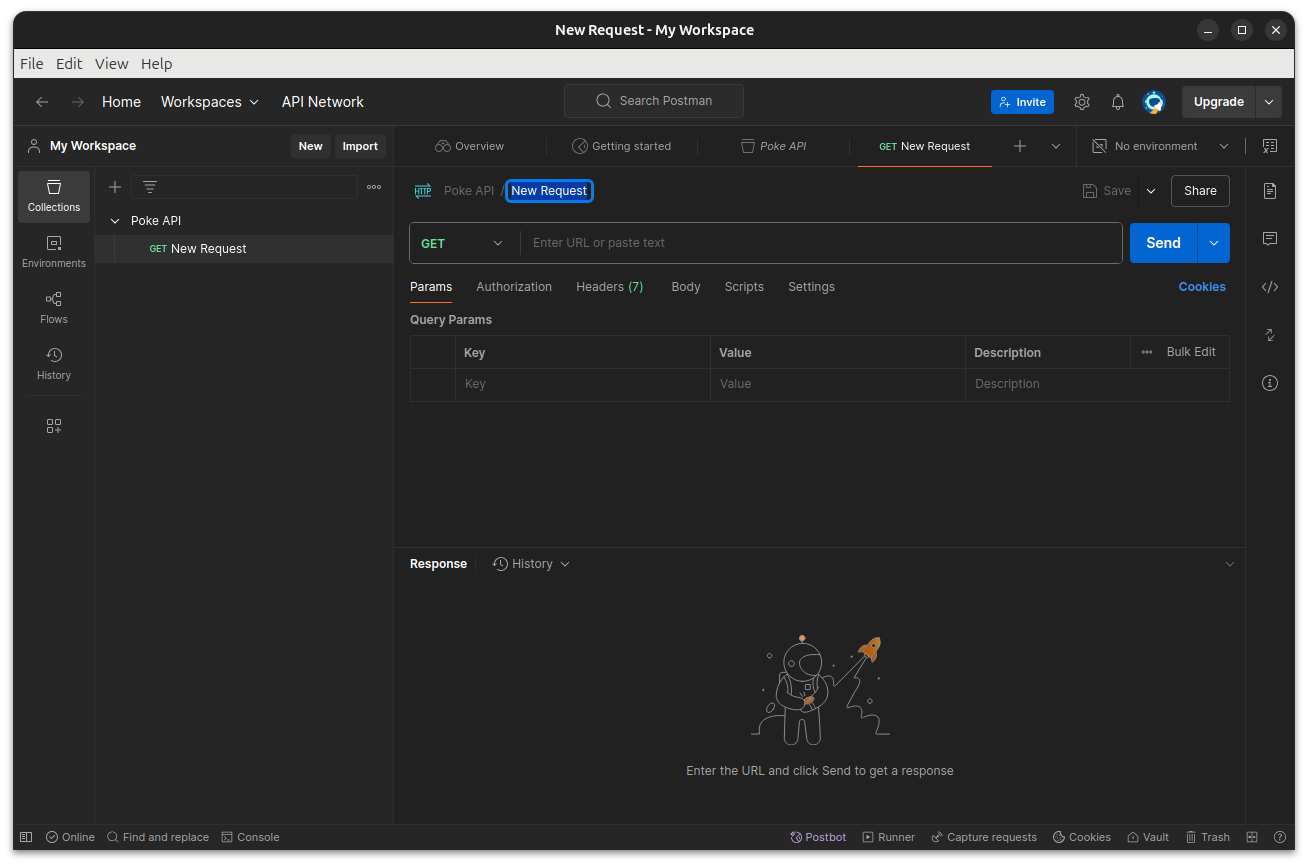 New Request - My Workspace
File Edit View Help
Home Workspaces API Network Search Postman Invite Upgrade
My Workspace New Import Overview Getting started Poke API GET New Request No environment
Collections
Environments
Flows
History
Poke API
GET New Request
HTTP Poke API / New Request Save Share
GET Enter URL or paste text Send
Params Authorization Headers (7) Body Scripts Settings Cookies
Query Params
Key Value Description Bulk Edit
Key Value Description
Response History
Enter the URL and click Send to get a response
Online Find and replace Console Postbot Runner Capture requests Cookies Vault Trash